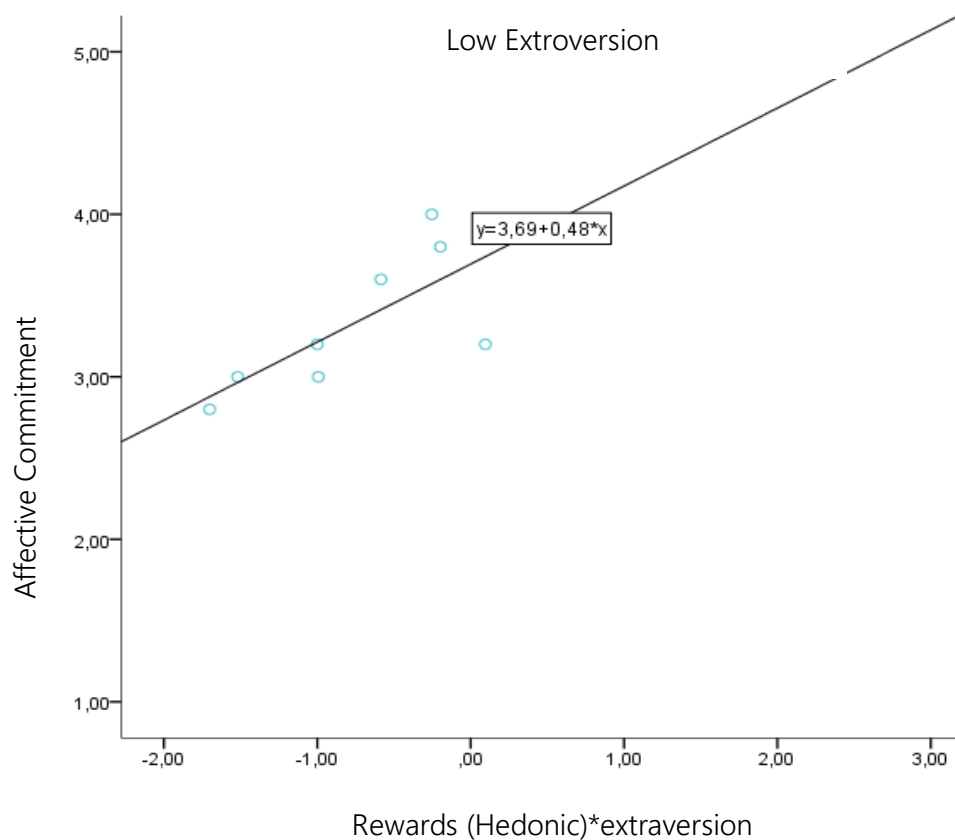 Low Extroversion
5,00
4,00
3,00
2,00
1,00
y=3,69+0,48*x
Affective Commitment
-2,00
-1,00
,00
1,00
2,00
3,00
Rewards (Hedonic)*extraversion